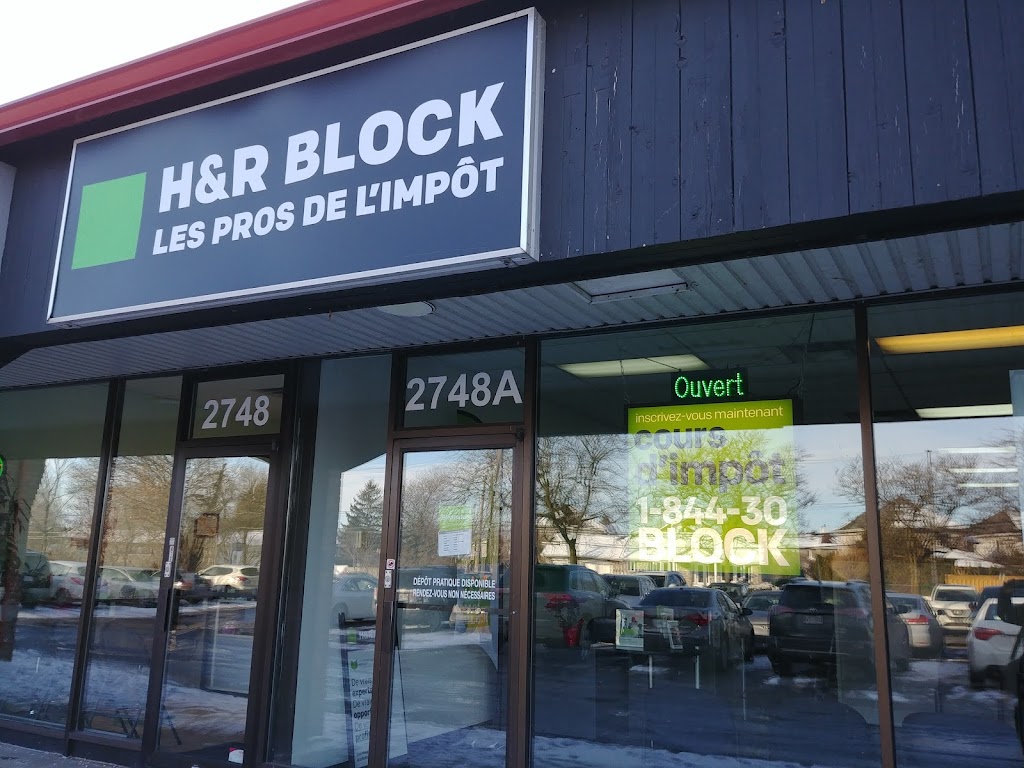 H&R BLOCK
LES PROS DE L'IMPÔT
2748
2748A
Ouvert
inscrivez-vous maintenant
cours
d'impôt
1-844-30
BLOCK
DÉPÔT PRATIQUE DISPONIBLE
RENDEZ-VOUS NON NÉCESSAIRES